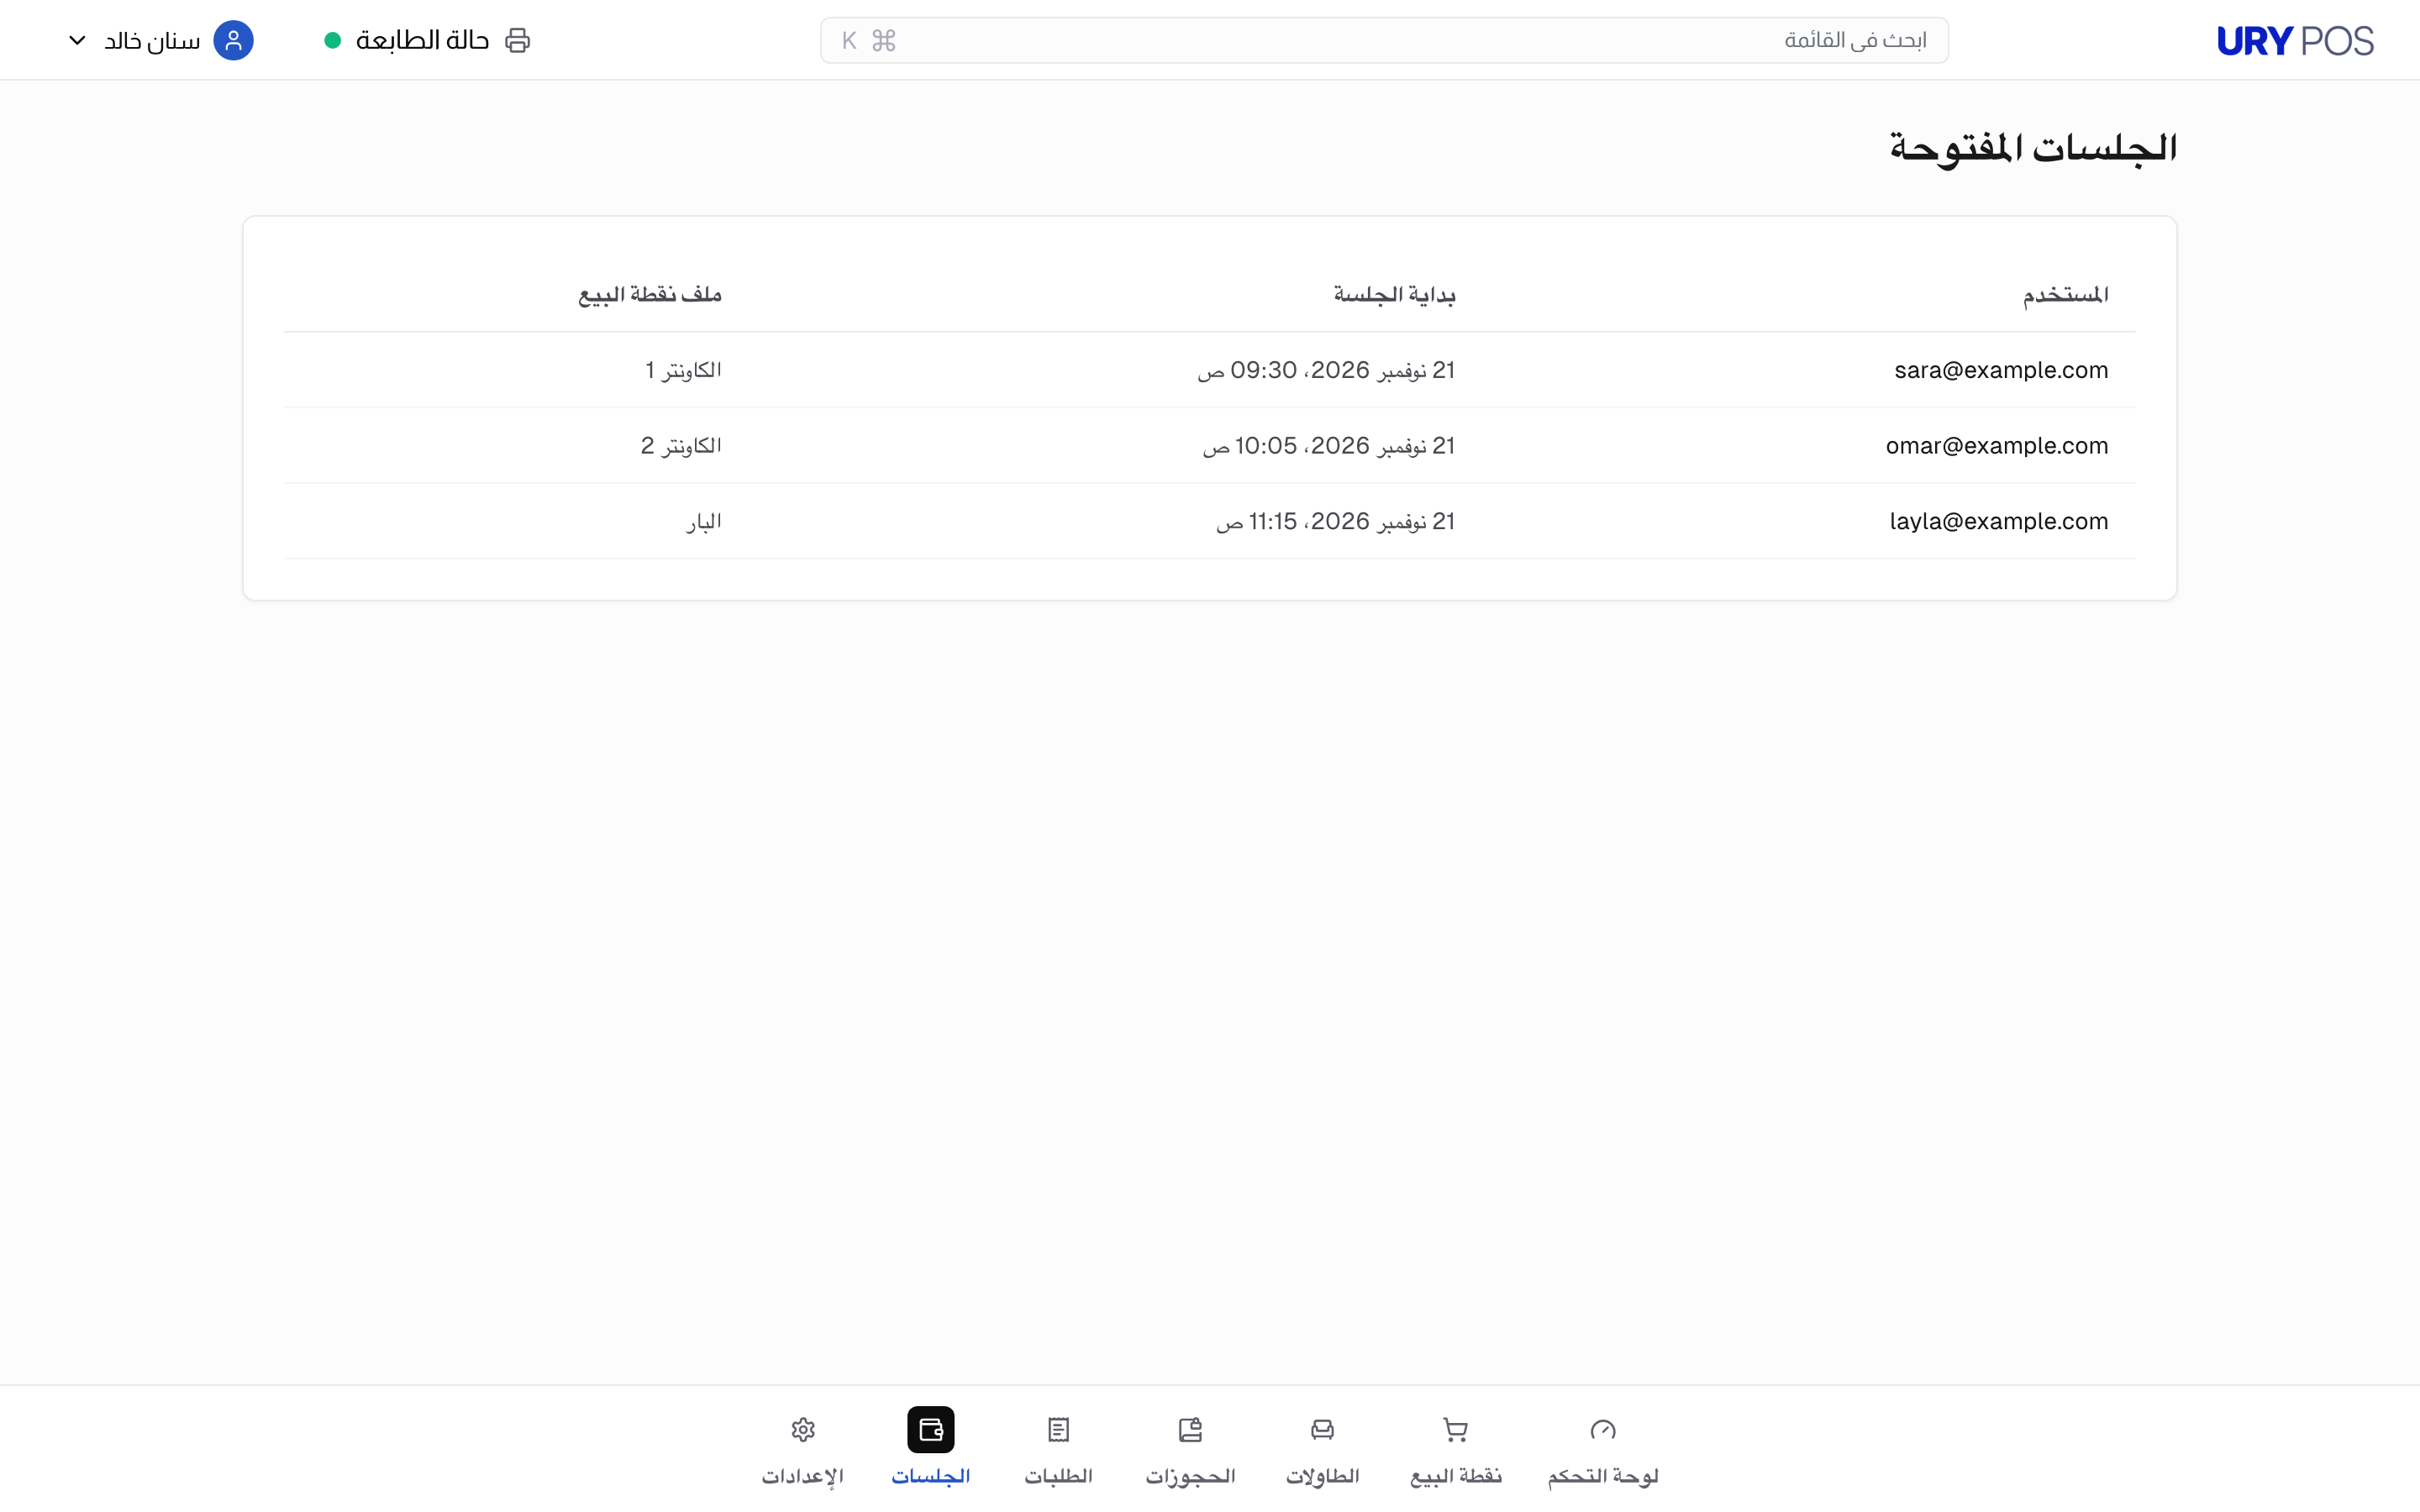 URY POS
ابحث في القائمة
⌘ K
حالة الطابعة
سنان خالد
الجلسات المفتوحة
المستخدم بداية الجلسة ملف نقطة البيع
sara@example.com 21 نوفمبر 2026، 09:30 ص الكاونتر 1
omar@example.com 21 نوفمبر 2026، 10:05 ص الكاونتر 2
layla@example.com 21 نوفمبر 2026، 11:15 ص البار
لوحة التحكم
نقطة البيع
الطاولات
الحجوزات
الطلبات
الجلسات
الإعدادات